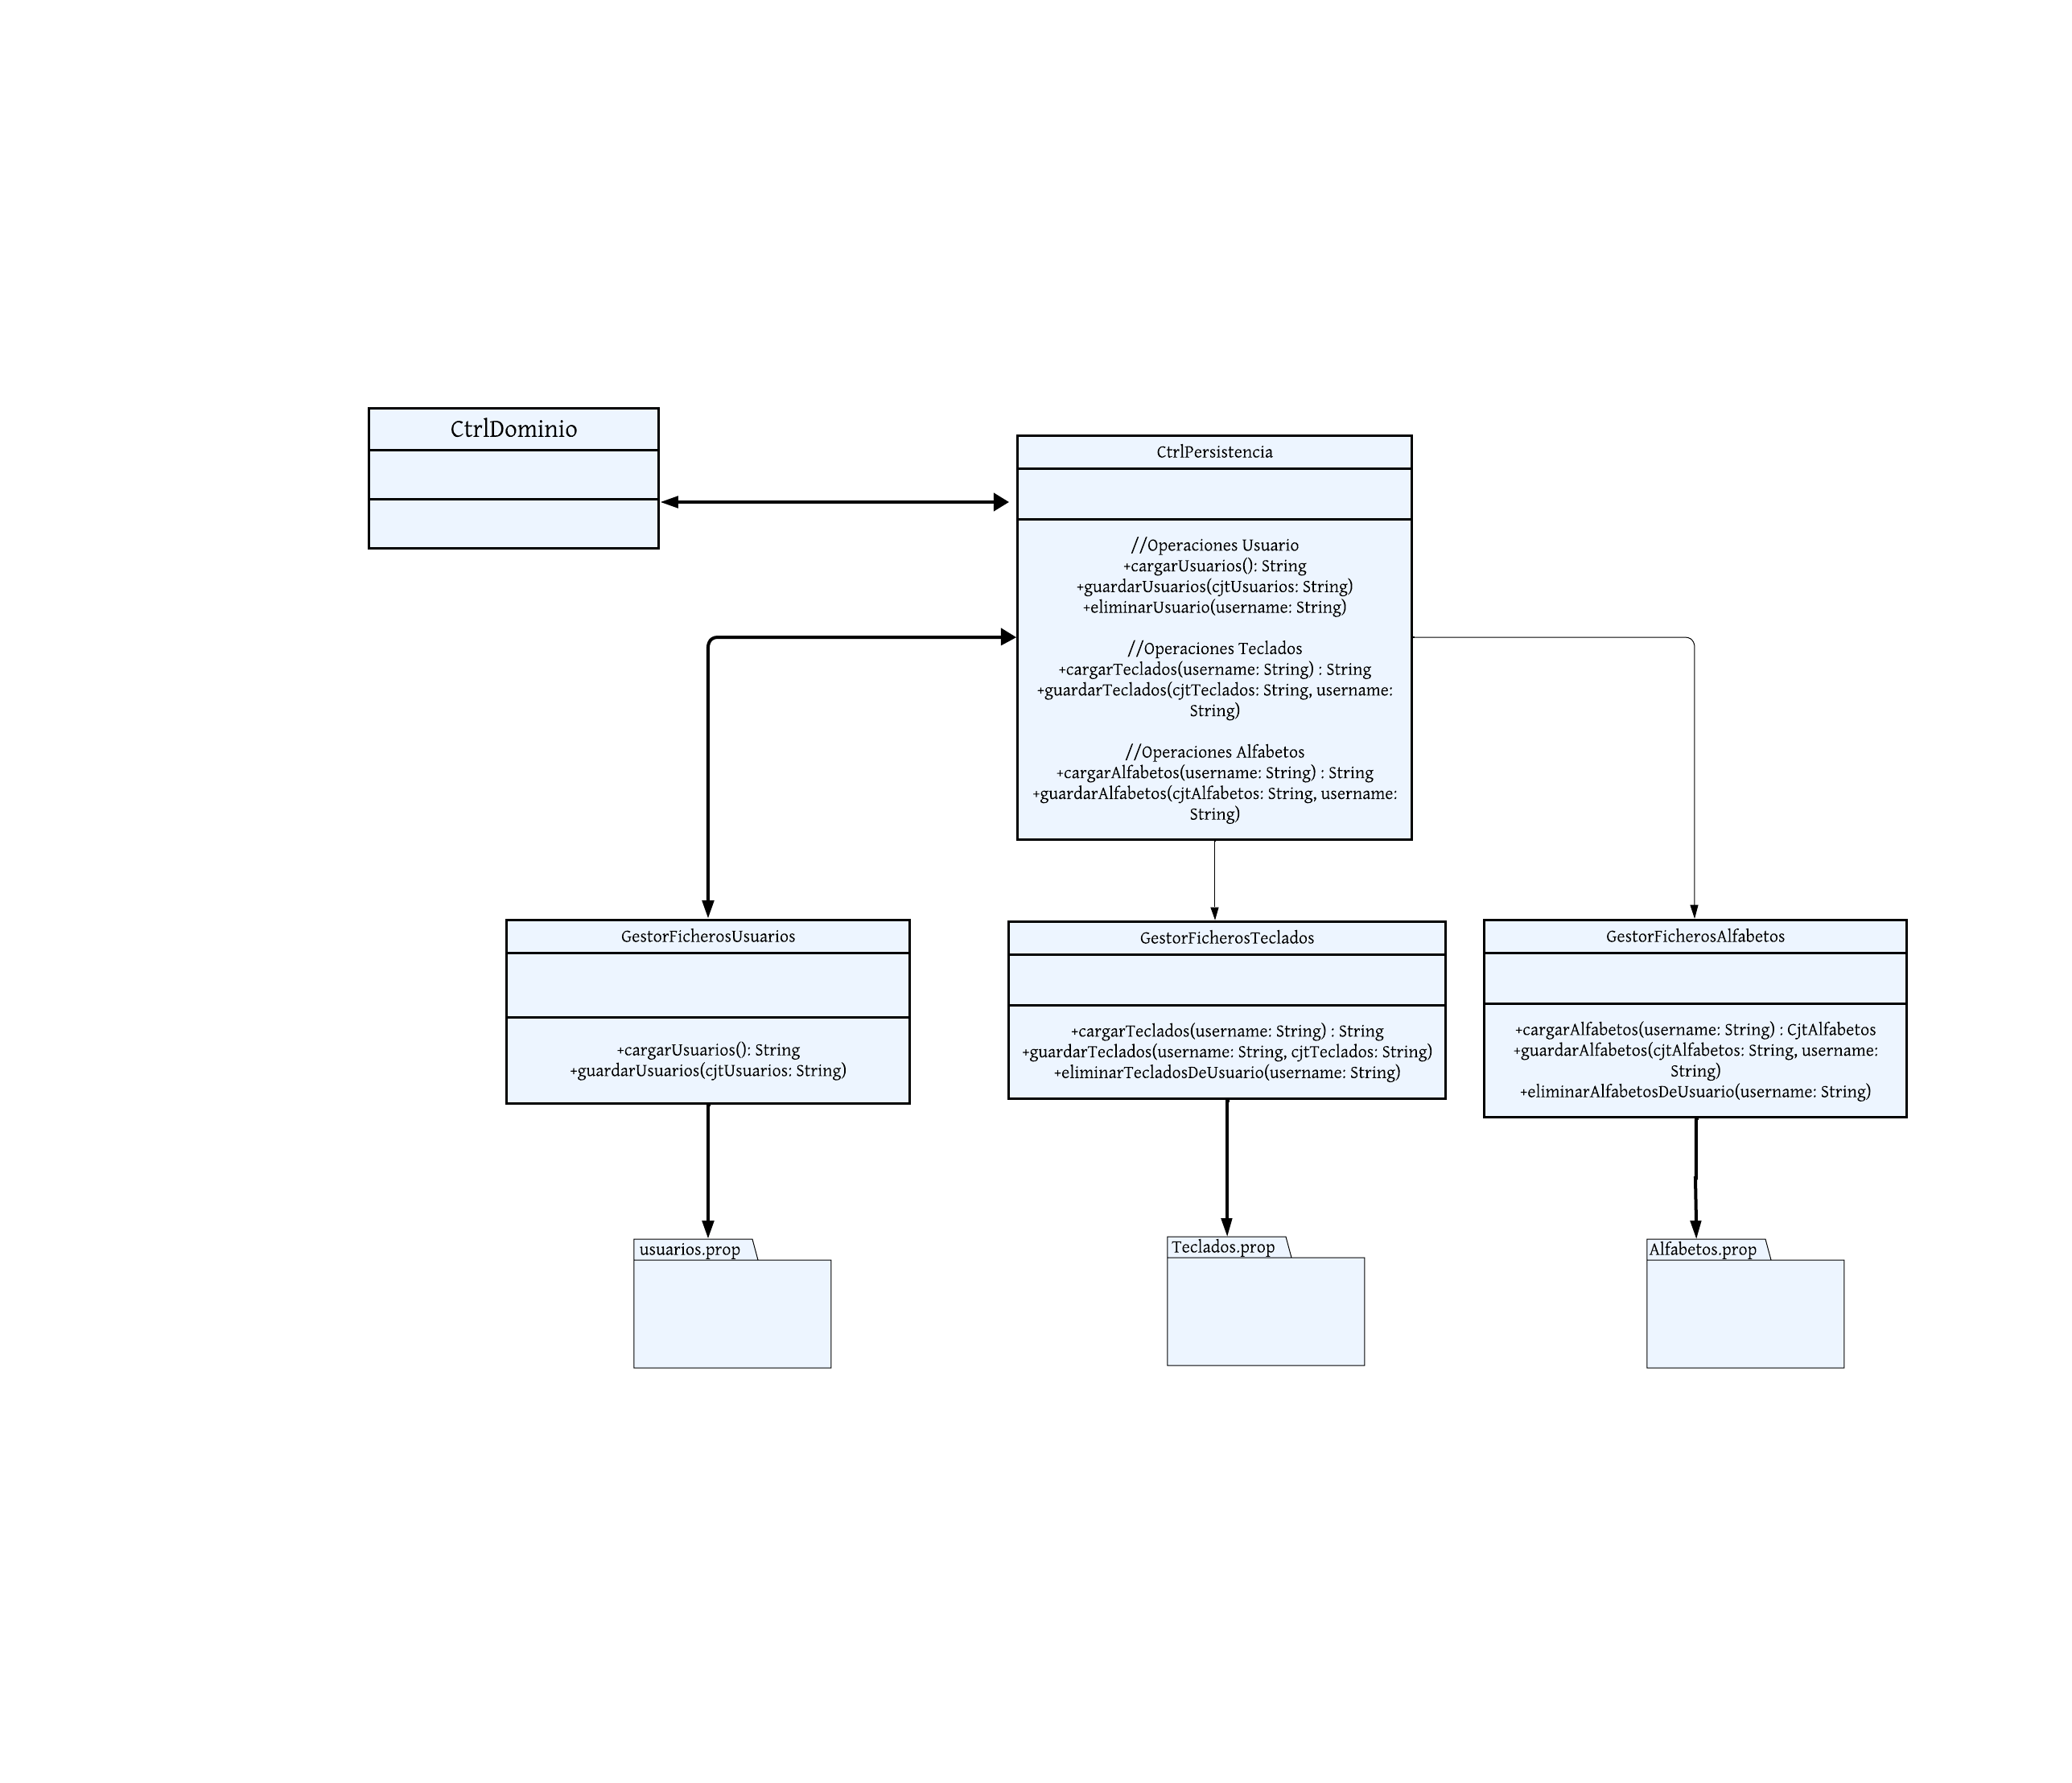 CtrlDominio
CtrlPersistencia
//Operaciones Usuario
+cargarUsuarios(): String
+guardarUsuarios(cjtUsuarios: String)
+eliminarUsuario(username: String)
//Operaciones Teclados
+cargarTeclados(username: String) : String
+guardarTeclados(cjtTeclados: String, username:
String)
//Operaciones Alfabetos
+cargarAlfabetos(username: String) : String
+guardarAlfabetos(cjtAlfabetos: String, username:
String)
GestorFicherosUsuarios
+cargarUsuarios(): String
+guardarUsuarios(cjtUsuarios: String)
GestorFicherosTeclados
+cargarTeclados(username: String) : String
+guardarTeclados(username: String, cjtTeclados: String)
+eliminarTecladosDeUsuario(username: String)
GestorFicherosAlfabetos
+cargarAlfabetos(username: String) : CjtAlfabetos
+guardarAlfabetos(cjtAlfabetos: String, username:
String)
+eliminarAlfabetosDeUsuario(username: String)
usuarios.prop
Teclados.prop
Alfabetos.prop